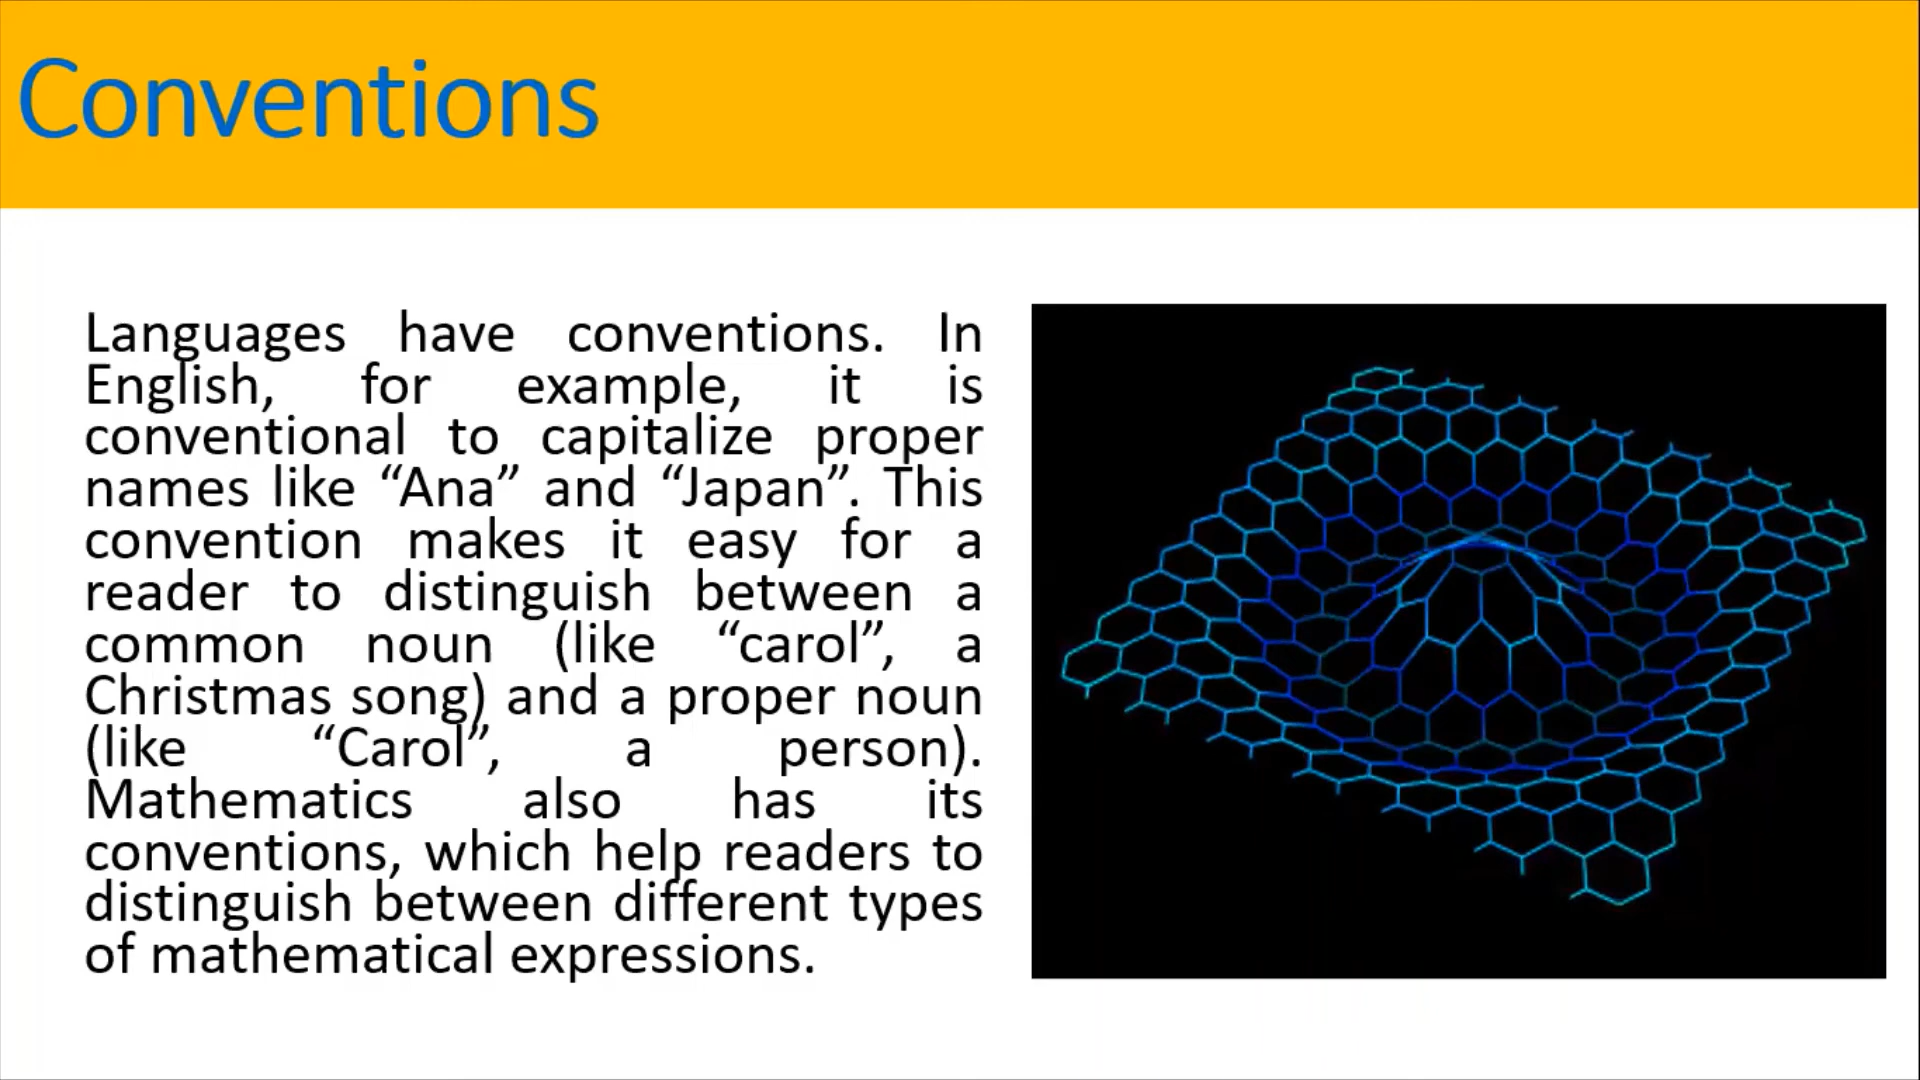 Conventions
Languages have conventions. In
English, for example, it is
conventional to capitalize proper
names like “Ana” and “Japan”. This
convention makes it easy for a
reader to distinguish between a
common noun (like “carol”, a
Christmas song) and a proper noun
(like “Carol”, a person).
Mathematics also has its
conventions, which help readers to
distinguish between different types
of mathematical expressions.